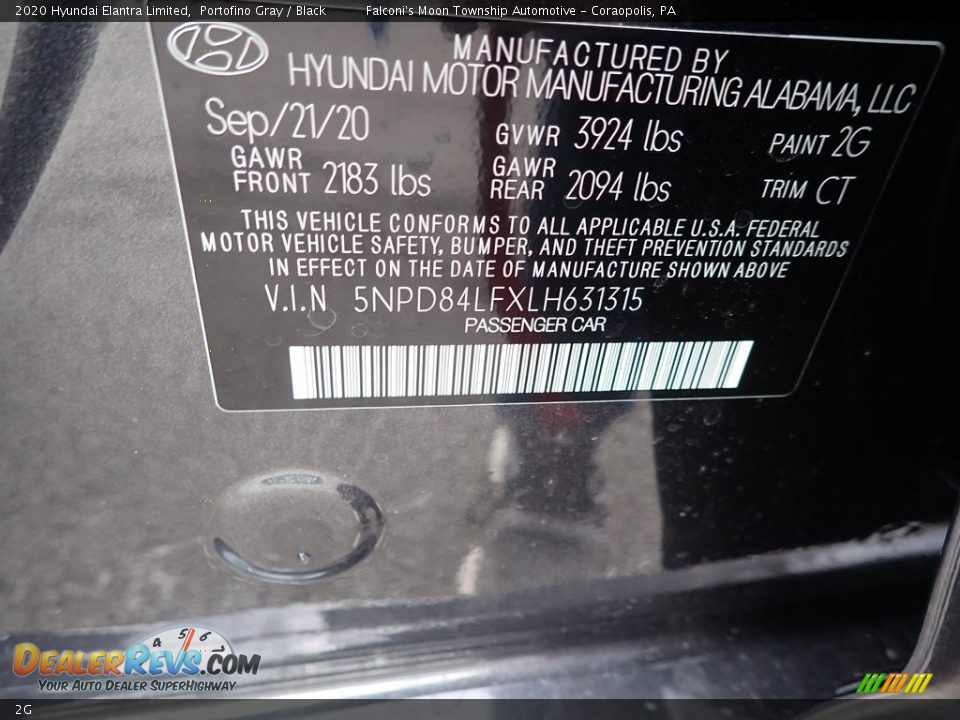 2020 Hyundai Elantra Limited, Portofino Gray / Black Falconi's Moon Township Automotive - Coraopolis, PA
MANUFACTURED BY
HYUNDAI MOTOR MANUFACTURING ALABAMA, LLC
Sep/21/20 GVWR 3924 lbs PAINT 2G
GAWR FRONT 2183 lbs GAWR REAR 2094 lbs TRIM CT
THIS VEHICLE CONFORMS TO ALL APPLICABLE U.S.A. FEDERAL
MOTOR VEHICLE SAFETY, BUMPER, AND THEFT PREVENTION STANDARDS
IN EFFECT ON THE DATE OF MANUFACTURE SHOWN ABOVE
V.I.N 5NPD84LFXLH631315
PASSENGER CAR
4 5 6
DEALERREVS.COM
YOUR AUTO DEALER SUPERHIGHWAY
2G